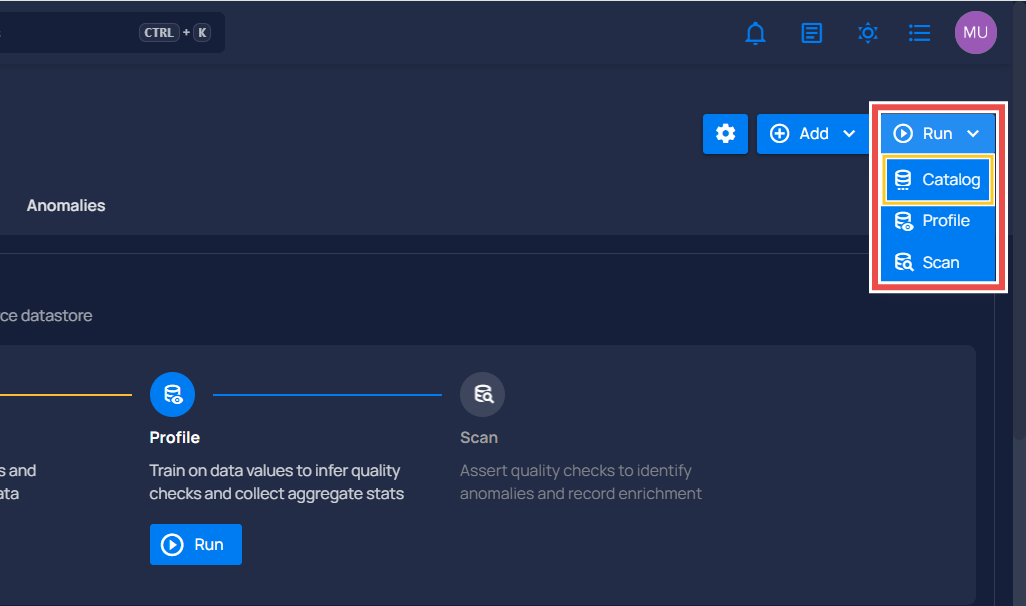 CTRL + K
MU
Add
Run
Catalog
Profile
Scan
Anomalies
ce datastore
Profile
Scan
s and
Train on data values to infer quality
Assert quality checks to identify
ata
checks and collect aggregate stats
anomalies and record enrichment
Run